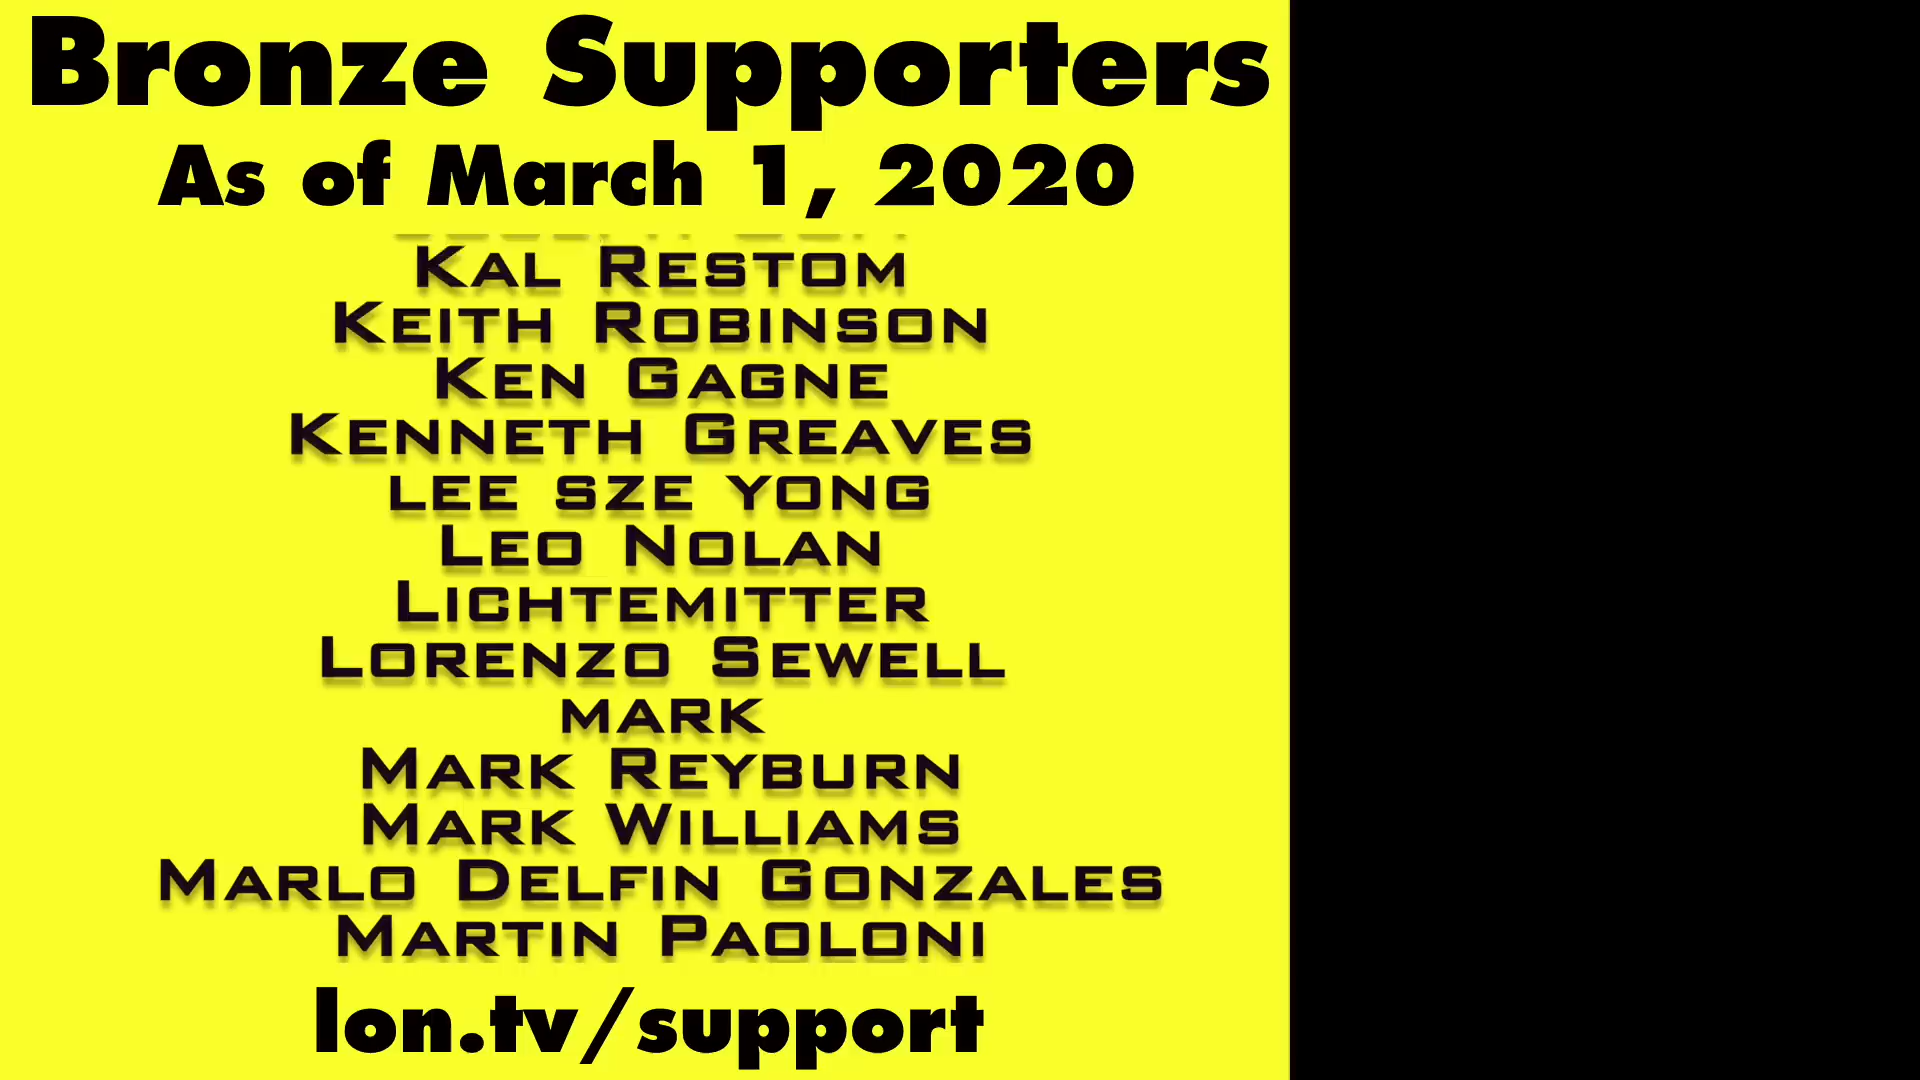 Bronze Supporters
As of March 1, 2020
Kal Restom
Keith Robinson
Ken Gagne
Kenneth Greaves
lee sze yong
Leo Nolan
Lichtemitter
Lorenzo Sewell
mark
Mark Reyburn
Mark Williams
Marlo Delfin Gonzales
Martin Paoloni
lon.tv/support